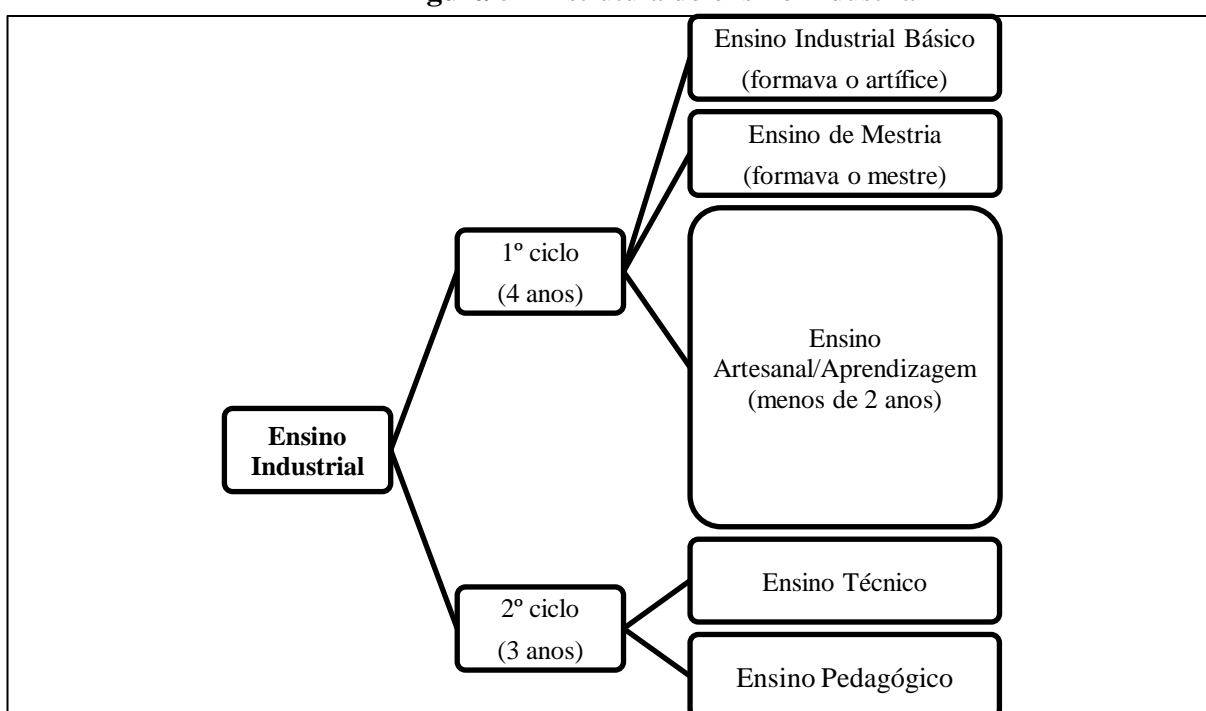 Ensino Industrial Básico
(formava o artífice)
Ensino de Mestria
(formava o mestre)
1º ciclo
(4 anos)
Ensino
Artesanal/Aprendizagem
(menos de 2 anos)
Ensino
Industrial
2º ciclo
(3 anos)
Ensino Técnico
Ensino Pedagógico